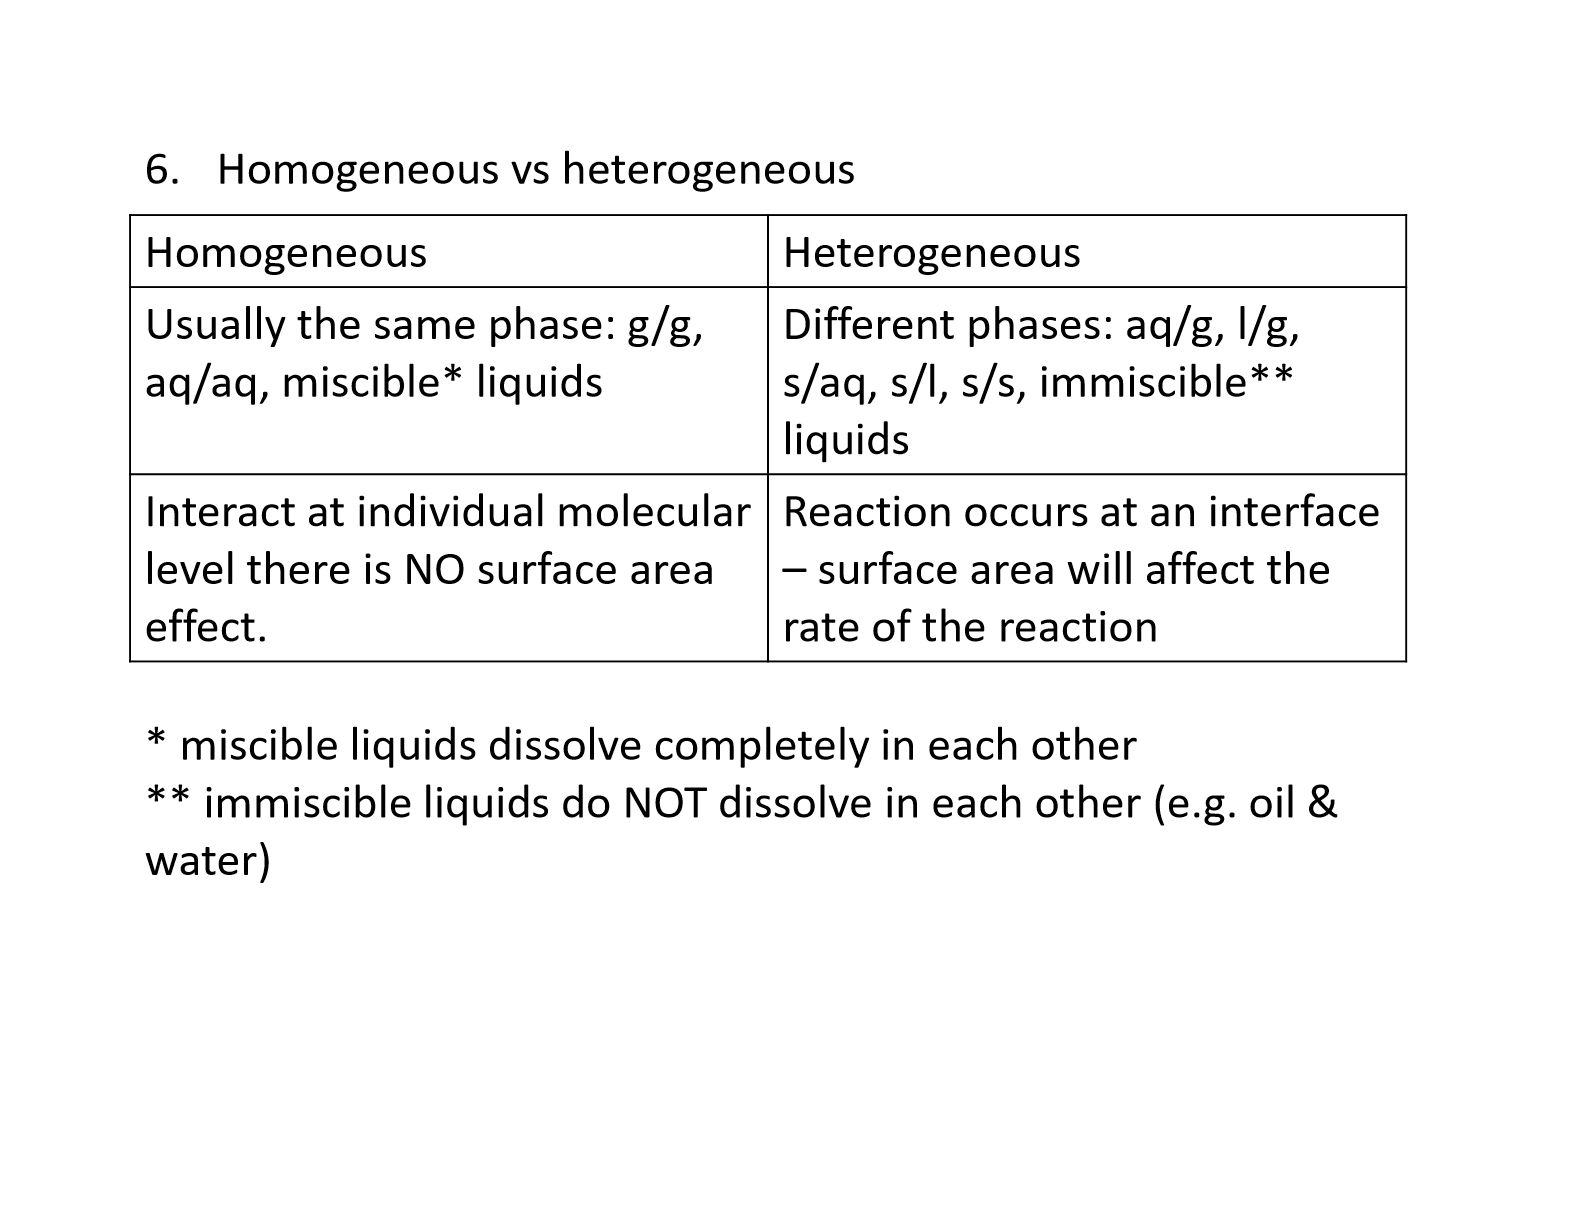 6. Homogeneous vs heterogeneous
Homogeneous
Heterogeneous
Usually the same phase: g/g,
aq/aq, miscible* liquids
Different phases: aq/g, l/g,
s/aq, s/l, s/s, immiscible**
liquids
Interact at individual molecular
level there is NO surface area
effect.
Reaction occurs at an interface
– surface area will affect the
rate of the reaction
* miscible liquids dissolve completely in each other
** immiscible liquids do NOT dissolve in each other (e.g. oil &
water)